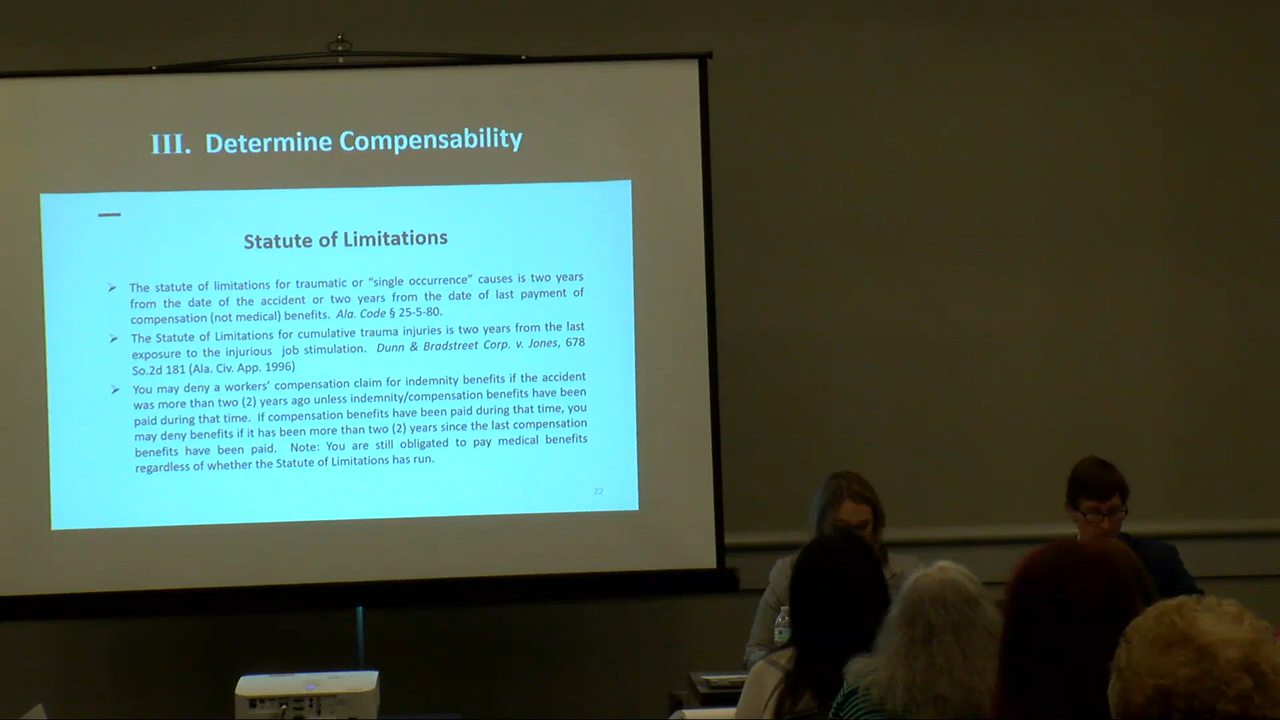 III. Determine Compensability
Statute of Limitations
➢ The statute of limitations for traumatic or “single occurrence” causes is two years
from the date of the accident or two years from the date of last payment of
compensation (not medical) benefits. Ala. Code § 25-5-80.
➢ The Statute of Limitations for cumulative trauma injuries is two years from the last
exposure to the injurious job stimulation. Dunn & Bradstreet Corp. v. Jones, 678
So.2d 181 (Ala. Civ. App. 1996)
➢ You may deny a workers’ compensation claim for indemnity benefits if the accident
was more than two (2) years ago unless indemnity/compensation benefits have been
paid during that time. If compensation benefits have been paid during that time, you
may deny benefits if it has been more than two (2) years since the last compensation
benefits have been paid. Note: You are still obligated to pay medical benefits
regardless of whether the Statute of Limitations has run.
22